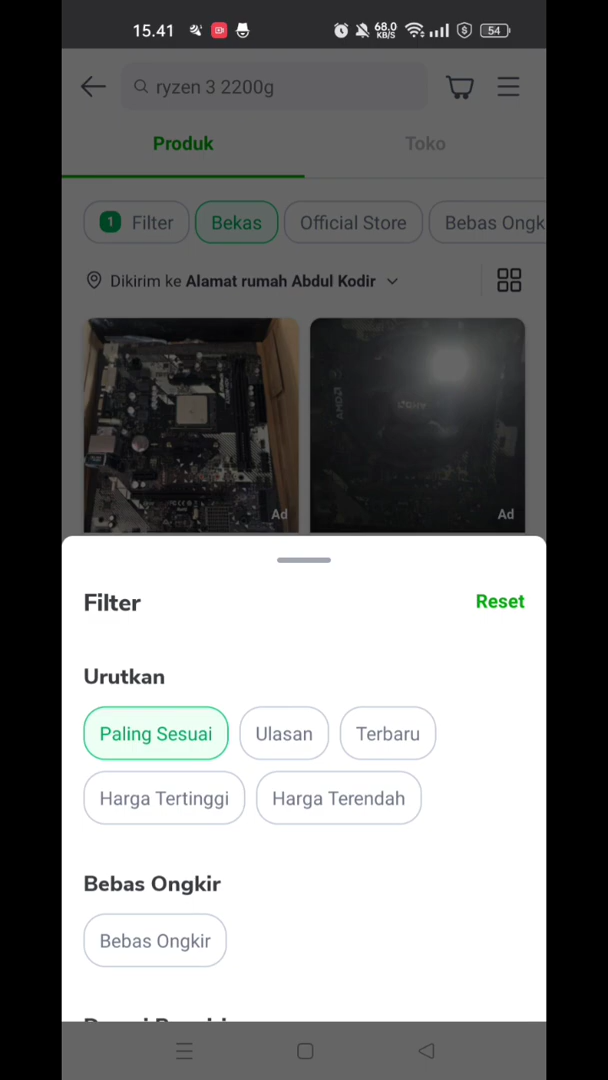 15.41 68.0 KB/S 54
ryzen 3 2200g
Produk Toko
1 Filter Bekas Official Store Bebas Ongk
Dikirim ke Alamat rumah Abdul Kodir
AMD
Ad Ad
Filter Reset
Urutkan
Paling Sesuai Ulasan Terbaru
Harga Tertinggi Harga Terendah
Bebas Ongkir
Bebas Ongkir